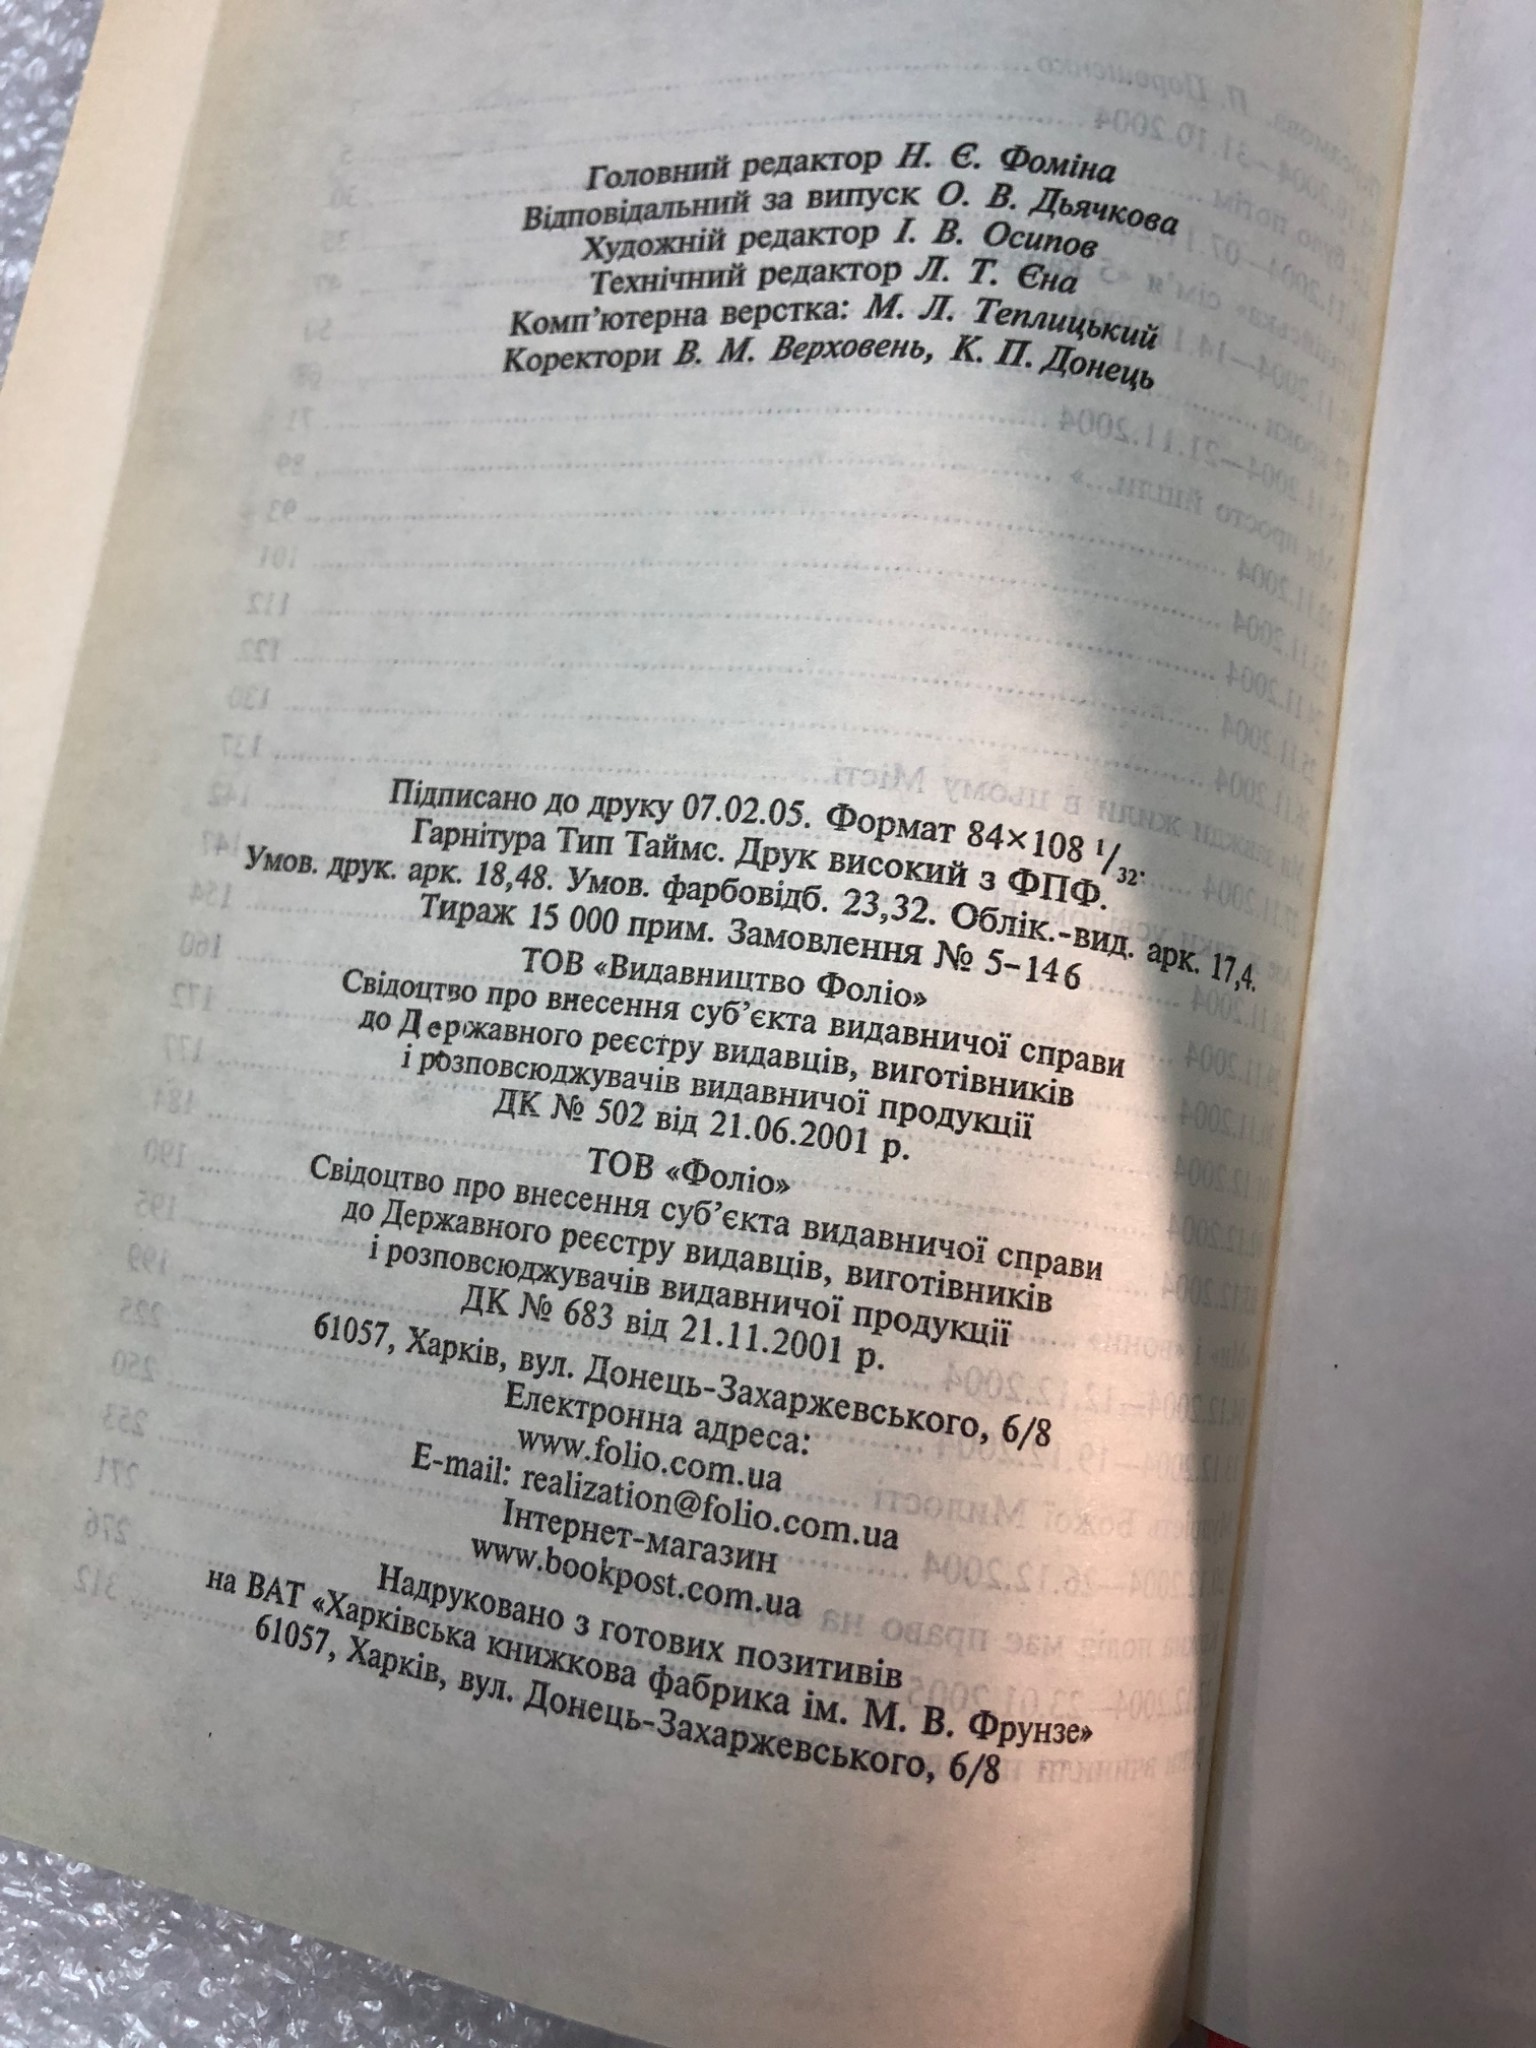 Головний редактор Н. Є. Фоміна
Відповідальний за випуск О. В. Дьячкова
Художній редактор І. В. Осипов
Технічний редактор Л. Т. Єна
Комп'ютерна верстка: М. Л. Теплицький
Коректори В. М. Верховень, К. П. Донець
Підписано до друку 07.02.05. Формат 84×108 1/32.
Гарнітура Тип Таймс. Друк високий з ФПФ.
Умов. друк. арк. 18,48. Умов. фарбовідб. 23,32. Облік.-вид. арк. 17,4.
Тираж 15 000 прим. Замовлення № 5-146
ТОВ «Видавництво Фоліо»
Свідоцтво про внесення суб'єкта видавничої справи
до Державного реєстру видавців, виготівників
і розповсюджувачів видавничої продукції
ДК № 502 від 21.06.2001 р.
ТОВ «Фоліо»
Свідоцтво про внесення суб'єкта видавничої справи
до Державного реєстру видавців, виготівників
і розповсюджувачів видавничої продукції
ДК № 683 від 21.11.2001 р.
61057, Харків, вул. Донець-Захаржевського, 6/8
Електронна адреса:
www.folio.com.ua
E-mail: realization@folio.com.ua
Інтернет-магазин
www.bookpost.com.ua
Надруковано з готових позитивів
на ВАТ «Харківська книжкова фабрика ім. М. В. Фрунзе»
61057, Харків, вул. Донець-Захаржевського, 6/8